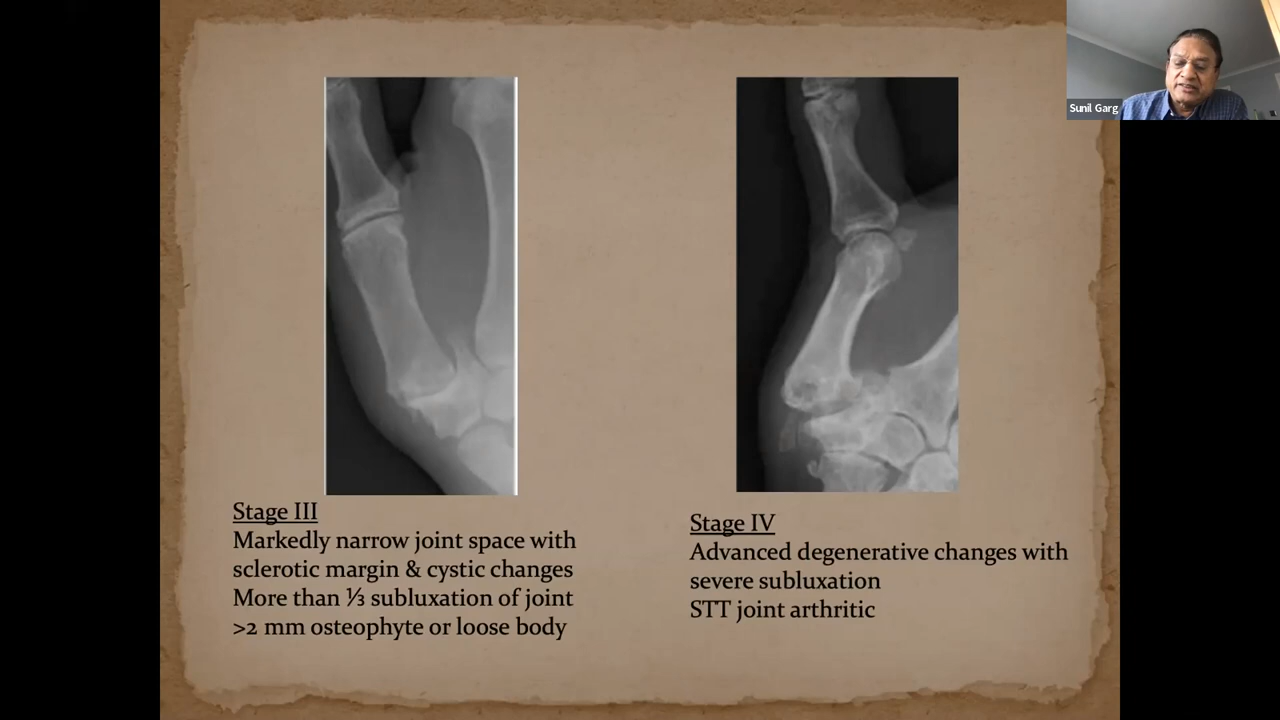 Sunil Garg
Stage III
Markedly narrow joint space with
sclerotic margin & cystic changes
More than ⅓ subluxation of joint
>2 mm osteophyte or loose body
Stage IV
Advanced degenerative changes with
severe subluxation
STT joint arthritic